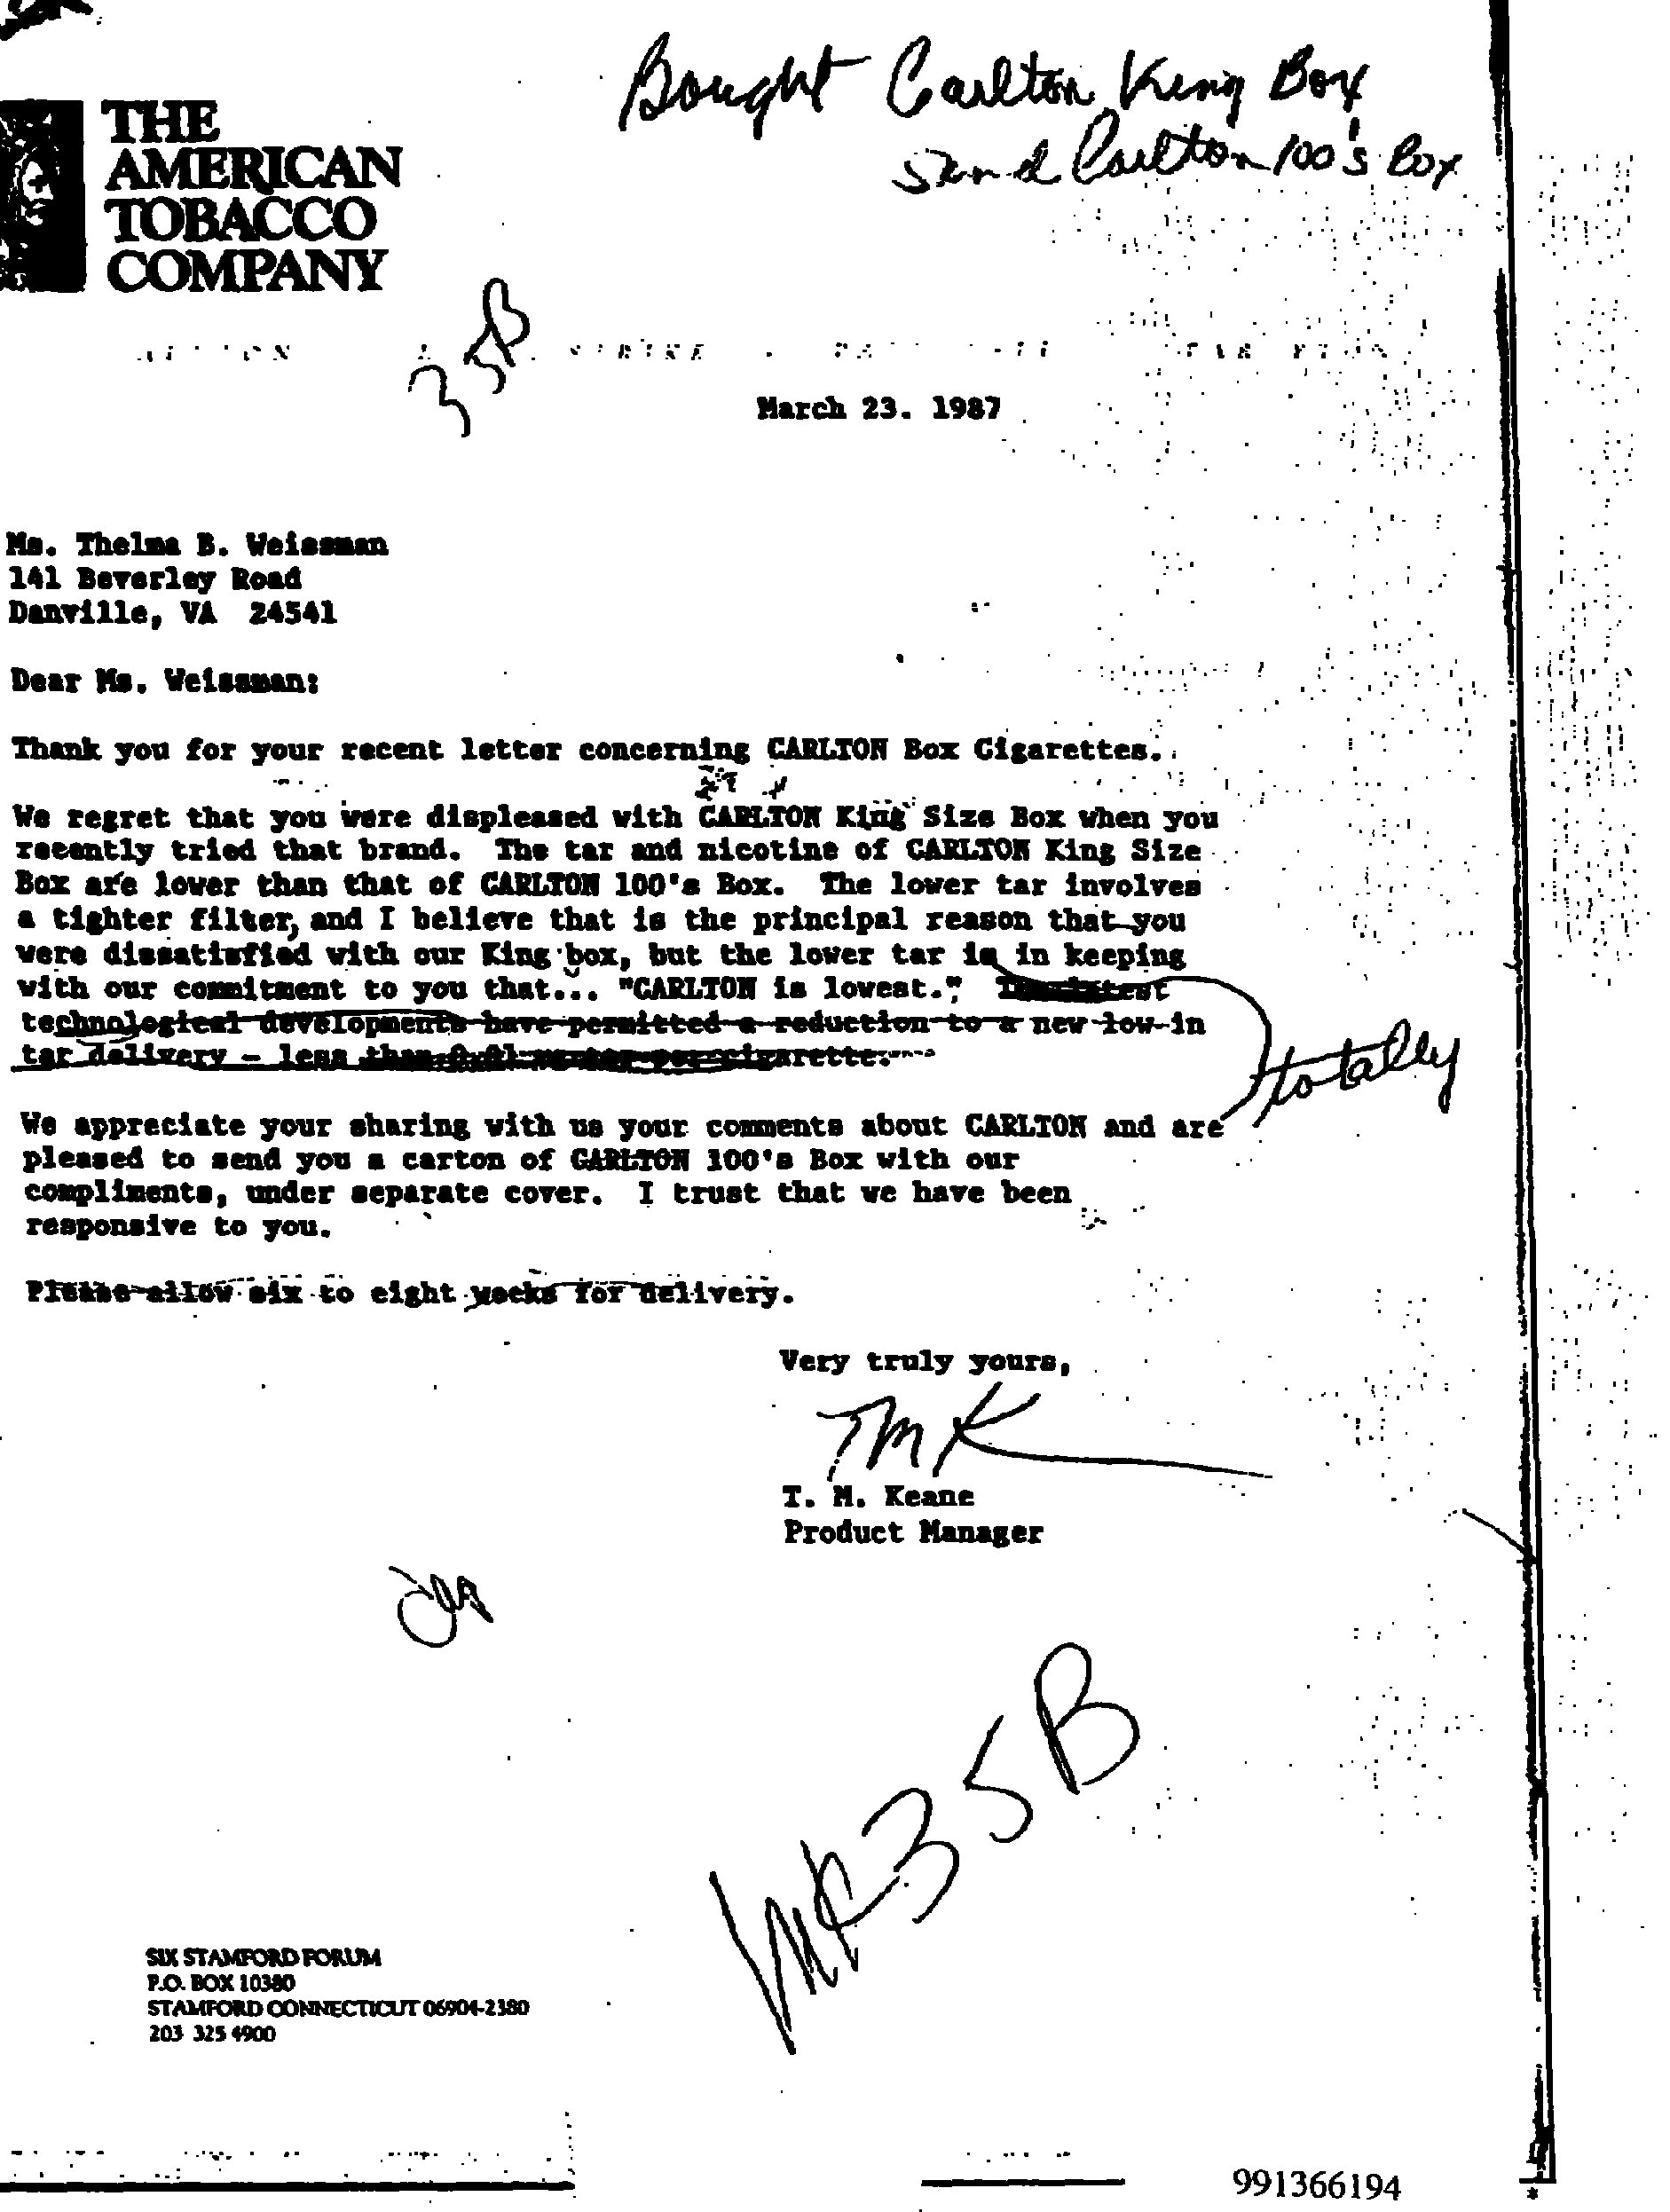 Bought Carlton King Box
Send Carlton 100's Box
THE
AMERICAN
TOBACCO
COMPANY
35B
March 23. 1987
Ms. Thelma B. Weissman
141 Beverley Road
Danville, VA 24541
Dear Ms. Weissman:
Thank you for your recent letter concerning CARLTON Box Cigarettes.
We regret that you were displeased with CARLTON King Size Box when you
recently tried that brand. The tar and nicotine of CARLTON King Size
Box are lower than that of CARLTON 100's Box. The lower tar involves
a tighter filter, and I believe that is the principal reason that you
were dissatisfied with our King box, but the lower tar is in keeping
with our commitment to you that... "CARLTON is lowest."
technological developments have permitted a reduction to a new low-in
tar delivery - less than per cigarette.
totally
We appreciate your sharing with us your comments about CARLTON and are
pleased to send you a carton of CARLTON 100's Box with our
compliments, under separate cover. I trust that we have been
responsive to you.
Please allow six to eight weeks for delivery.
Very truly yours,
TMK
T. M. Keane
Product Manager
35B
SIX STAMFORD FORUM
P.O. BOX 10380
STAMFORD CONNECTICUT 06904-2380
203 325 4900
991366194